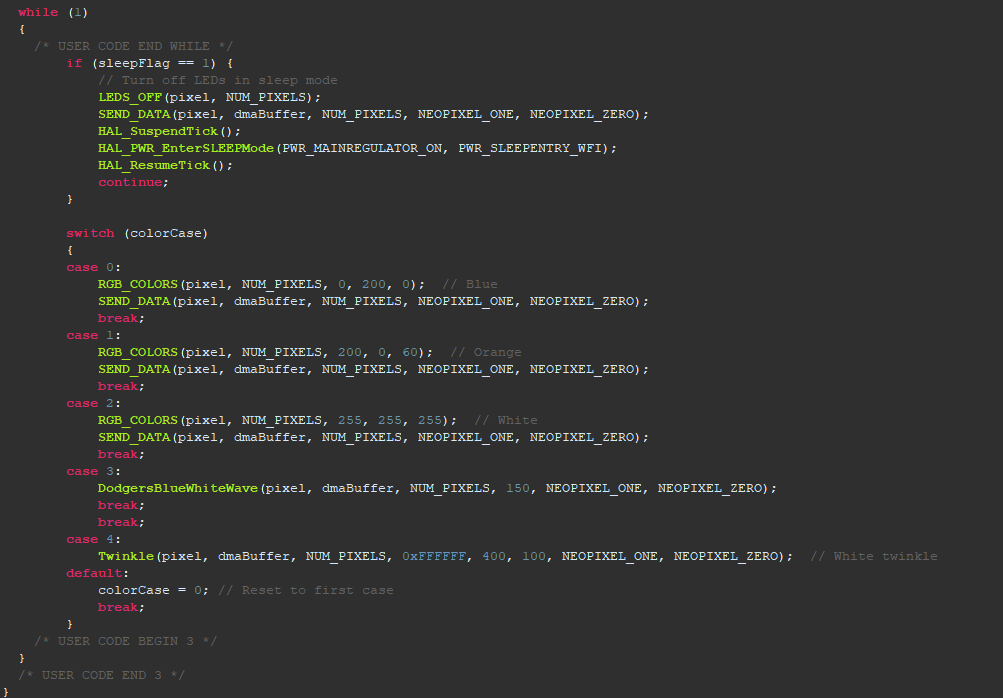 while (1)
{
/* USER CODE END WHILE */
if (sleepFlag == 1) {
// Turn off LEDs in sleep mode
LEDS_OFF(pixel, NUM_PIXELS);
SEND_DATA(pixel, dmaBuffer, NUM_PIXELS, NEOPIXEL_ONE, NEOPIXEL_ZERO);
HAL_SuspendTick();
HAL_PWR_EnterSLEEPMode(PWR_MAINREGULATOR_ON, PWR_SLEEPENTRY_WFI);
HAL_ResumeTick();
continue;
}
switch (colorCase)
{
case 0:
RGB_COLORS(pixel, NUM_PIXELS, 0, 200, 0); // Blue
SEND_DATA(pixel, dmaBuffer, NUM_PIXELS, NEOPIXEL_ONE, NEOPIXEL_ZERO);
break;
case 1:
RGB_COLORS(pixel, NUM_PIXELS, 200, 0, 60); // Orange
SEND_DATA(pixel, dmaBuffer, NUM_PIXELS, NEOPIXEL_ONE, NEOPIXEL_ZERO);
break;
case 2:
RGB_COLORS(pixel, NUM_PIXELS, 255, 255, 255); // White
SEND_DATA(pixel, dmaBuffer, NUM_PIXELS, NEOPIXEL_ONE, NEOPIXEL_ZERO);
break;
case 3:
DodgersBlueWhiteWave(pixel, dmaBuffer, NUM_PIXELS, 150, NEOPIXEL_ONE, NEOPIXEL_ZERO);
break;
break;
case 4:
Twinkle(pixel, dmaBuffer, NUM_PIXELS, 0xFFFFFF, 400, 100, NEOPIXEL_ONE, NEOPIXEL_ZERO); // White twinkle
default:
colorCase = 0; // Reset to first case
break;
}
/* USER CODE BEGIN 3 */
}
/* USER CODE END 3 */
}